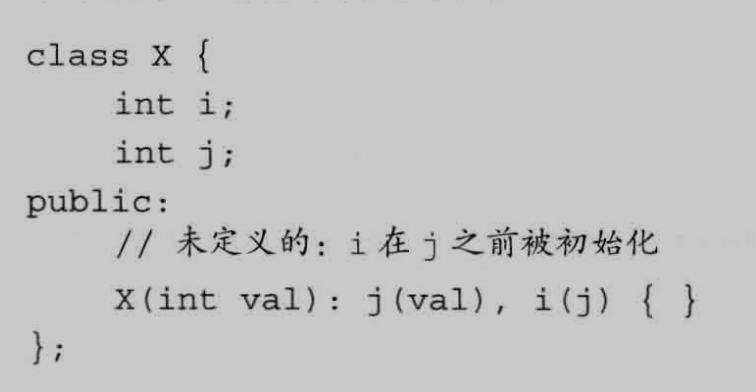 class X {
    int i;
    int j;
public:
    // 未定义的: i 在 j 之前被初始化
    X(int val): j(val), i(j) { }
};